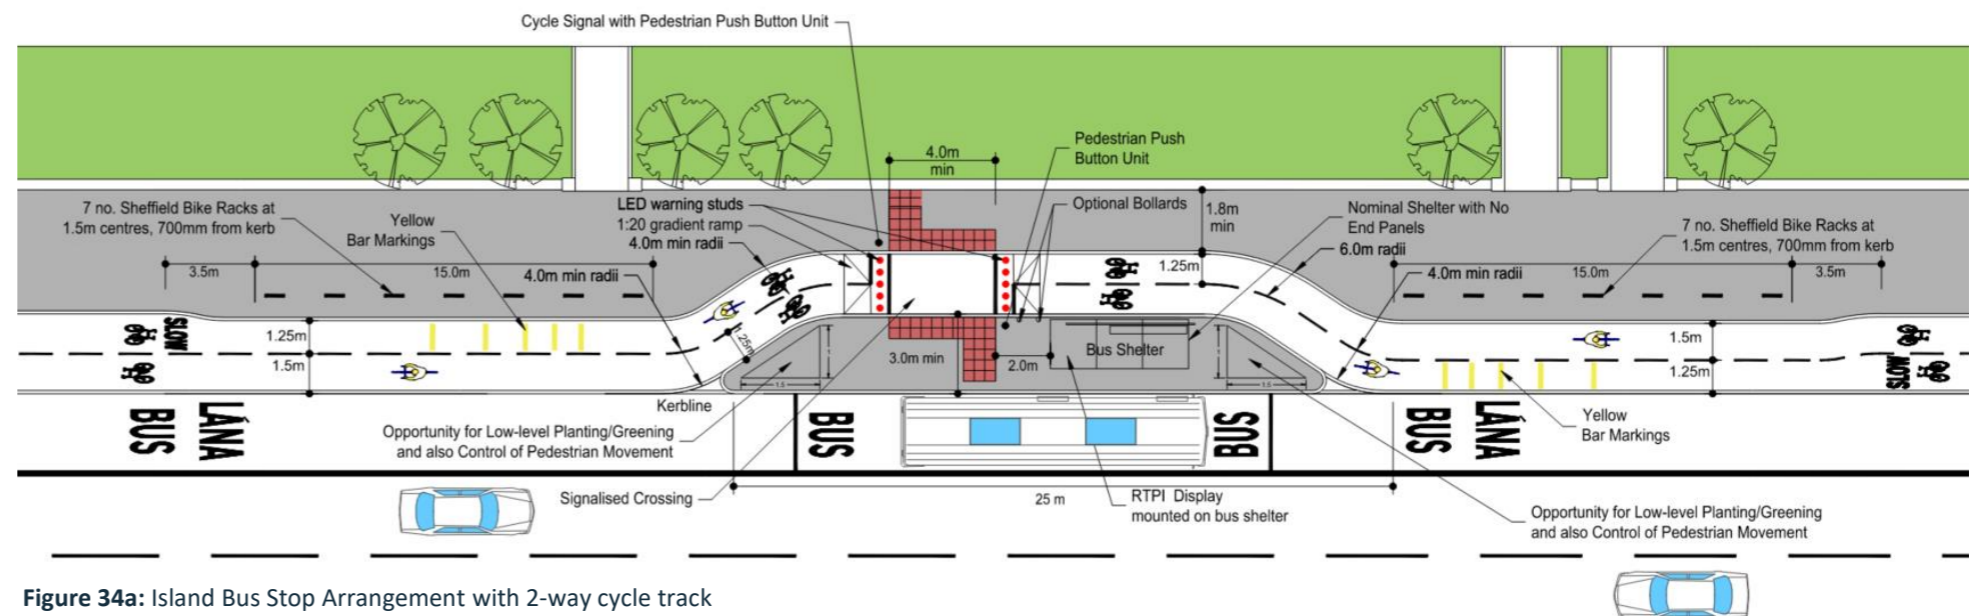 Cycle Signal with Pedestrian Push Button Unit
4.0m
min
Pedestrian Push
Button Unit
7 no. Sheffield Bike Racks at
1.5m centres, 700mm from kerb
Yellow
Bar Markings
LED warning studs
1:20 gradient ramp
4.0m min radii
Optional Bollards
1.8m
min
Nominal Shelter with No
End Panels
6.0m radii
7 no. Sheffield Bike Racks at
1.5m centres, 700mm from kerb
3.5m
15.0m
4.0m min radii
1.25m
4.0m min radii
15.0m
3.5m
SLOW
1.25m
1.5m
1.25m
3.0m min
2.0m
Bus Shelter
1.5
1.5
1.5m
1.25m
SLOW
Kerbline
LÁNA
BUS
BUS
BUS
LÁNA
BUS
Yellow
Bar Markings
Opportunity for Low-level Planting/Greening
and also Control of Pedestrian Movement
Signalised Crossing
25 m
RTPI Display
mounted on bus shelter
Opportunity for Low-level Planting/Greening
and also Control of Pedestrian Movement
Figure 34a: Island Bus Stop Arrangement with 2-way cycle track